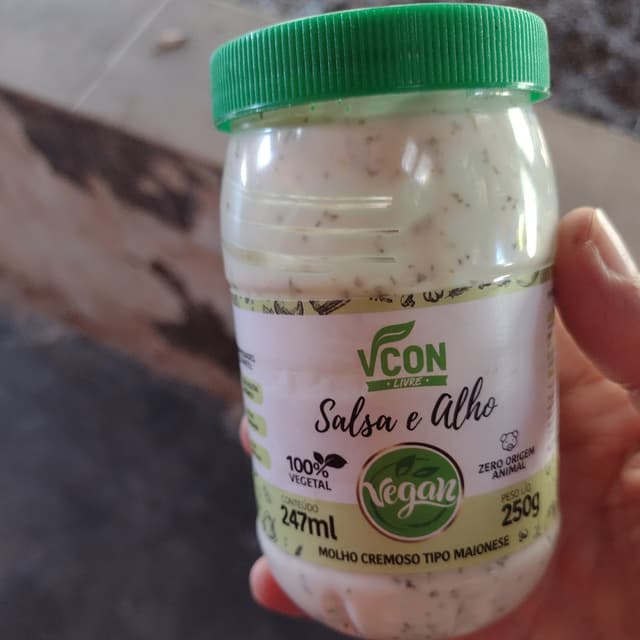 VCON
• LIVRE •
Salsa e Alho
100%
VEGETAL
Vegan
ZERO ORIGEM
ANIMAL
CONTEÚDO
247ml
PESO LÍQ.
250g
MOLHO CREMOSO TIPO MAIONESE